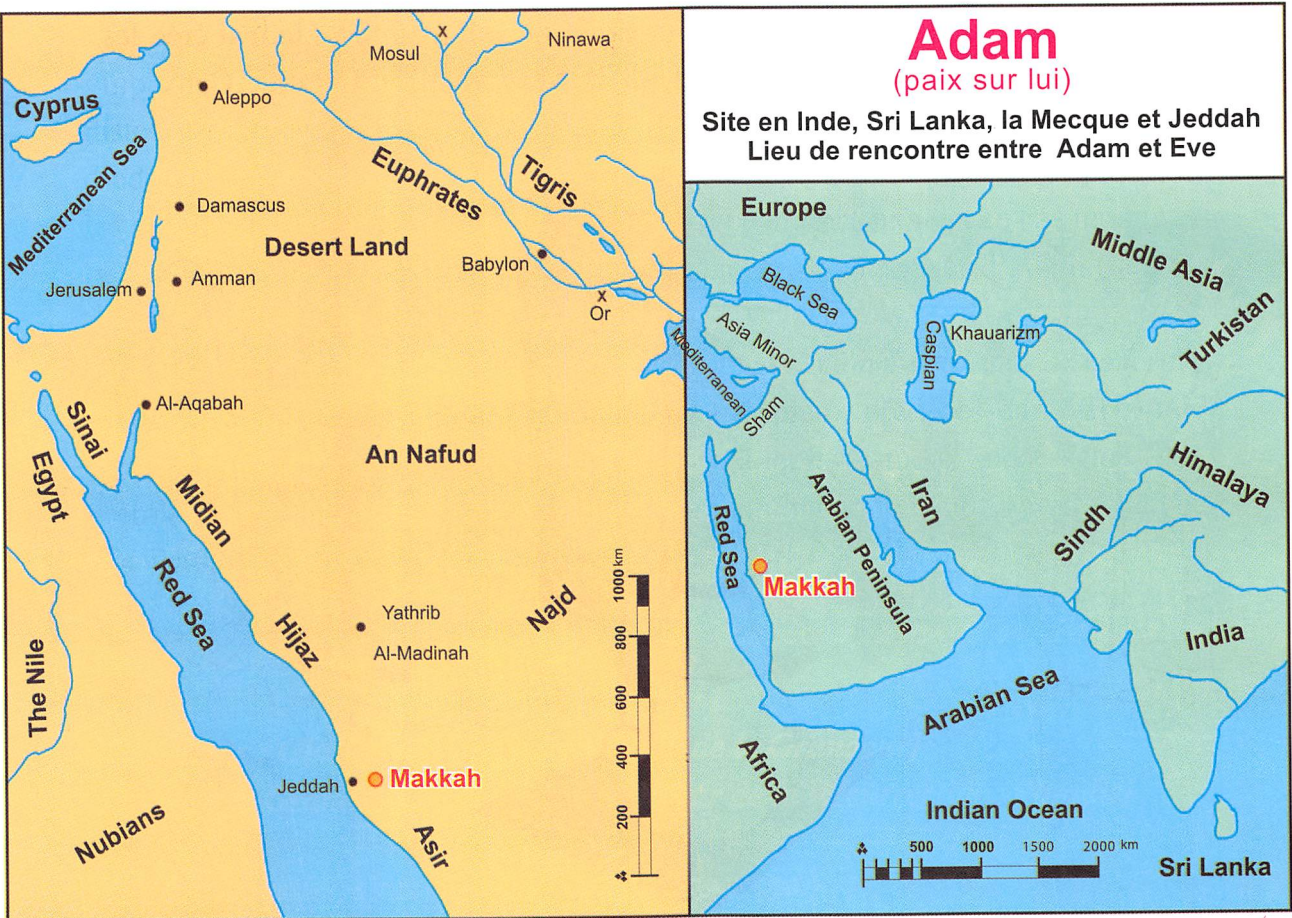 Cyprus
Mediterranean Sea
Aleppo
Mosul
x
Ninawa
Euphrates
Tigris
Damascus
Desert Land
Babylon
Jerusalem
Amman
x
Or
Al-Aqabah
Sinai
Egypt
An Nafud
Midian
Red Sea
Hijaz
Yathrib
Al-Madinah
Najd
The Nile
Jeddah
Makkah
Nubians
Asir
1000 km
800
600
400
200
Adam
(paix sur lui)
Site en Inde, Sri Lanka, la Mecque et Jeddah
Lieu de rencontre entre Adam et Eve
Europe
Middle Asia
Black Sea
Turkistan
Asia Minor
Caspian
Khauarizm
Mediterranean
Sham
Himalaya
Iran
Sindh
Red Sea
Arabian Peninsula
Makkah
India
Arabian Sea
Africa
Indian Ocean
500 1000 1500 2000 km
Sri Lanka